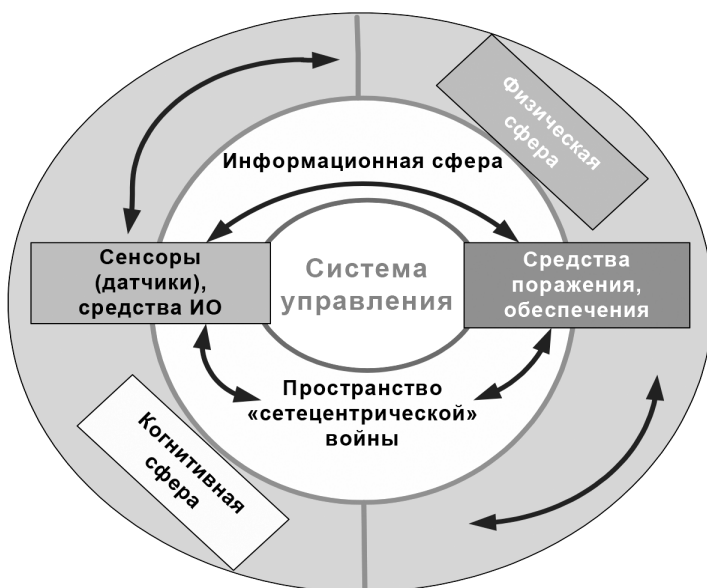 Физическая
сфера
Информационная сфера
Сенсоры
(датчики),
средства ИО
Система
управления
Средства
поражения,
обеспечения
Пространство
«сетецентрической»
войны
Когнитивная
сфера